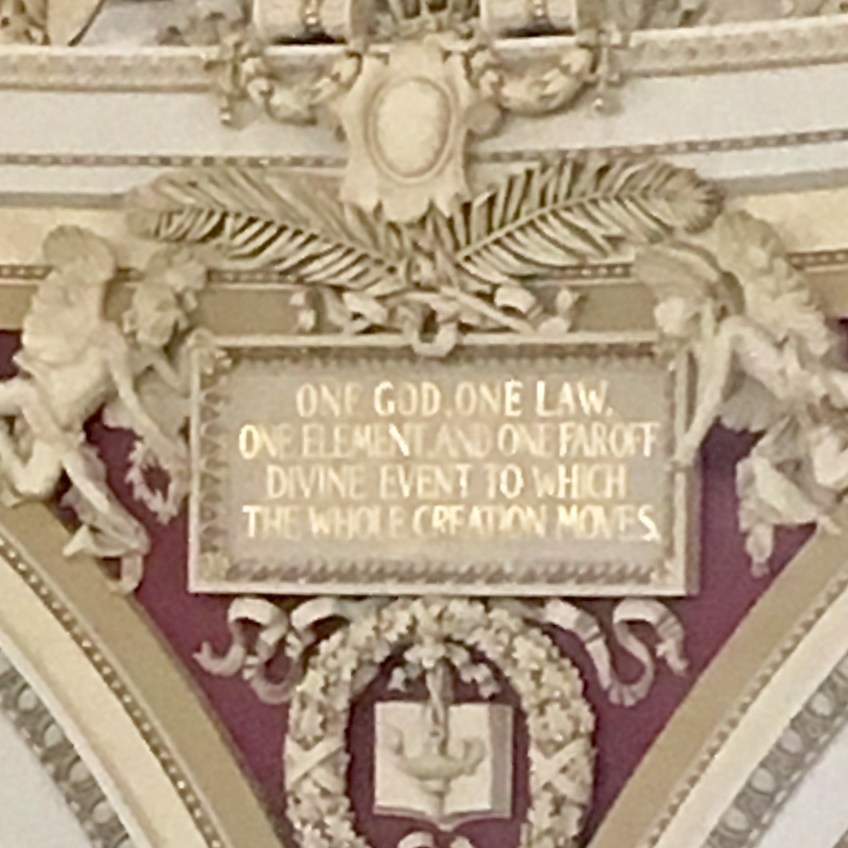 ONE GOD, ONE LAW,
ONE ELEMENT, AND ONE FAR OFF
DIVINE EVENT TO WHICH
THE WHOLE CREATION MOVES.